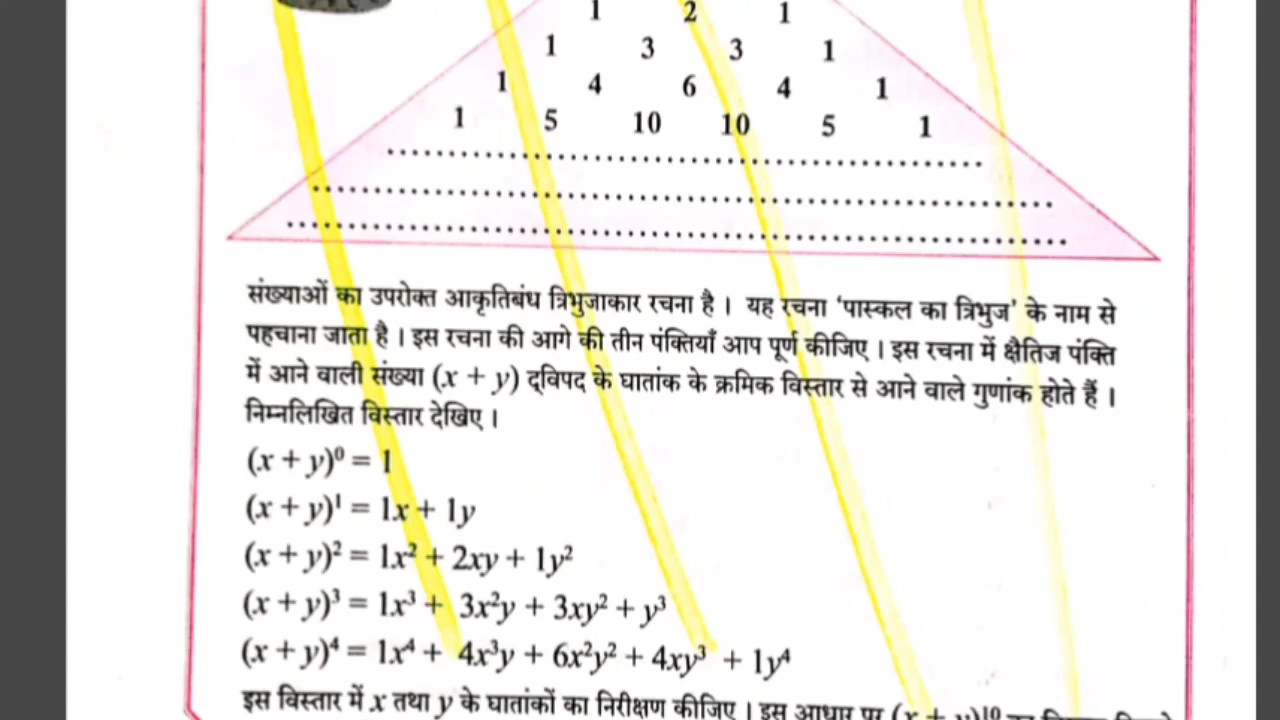 1 2 1
1 3 3 1
1 4 6 4 1
1 5 10 10 5 1
संख्याओं का उपरोक्त आकृतिबंध त्रिभुजाकार रचना है । यह रचना ‘पास्कल का त्रिभुज’ के नाम से
पहचाना जाता है । इस रचना की आगे की तीन पंक्तियाँ आप पूर्ण कीजिए । इस रचना में क्षैतिज पंक्ति
में आने वाली संख्या (x + y) द्विपद के घातांक के क्रमिक विस्तार से आने वाले गुणांक होते हैं ।
निम्नलिखित विस्तार देखिए ।
(x + y)⁰ = 1
(x + y)¹ = 1x + 1y
(x + y)² = 1x² + 2xy + 1y²
(x + y)³ = 1x³ + 3x²y + 3xy² + y³
(x + y)⁴ = 1x⁴ + 4x³y + 6x²y² + 4xy³ + 1y⁴
इस विस्तार में x तथा y के घातांकों का निरीक्षण कीजिए । इस आधार पर (x + y)¹⁰